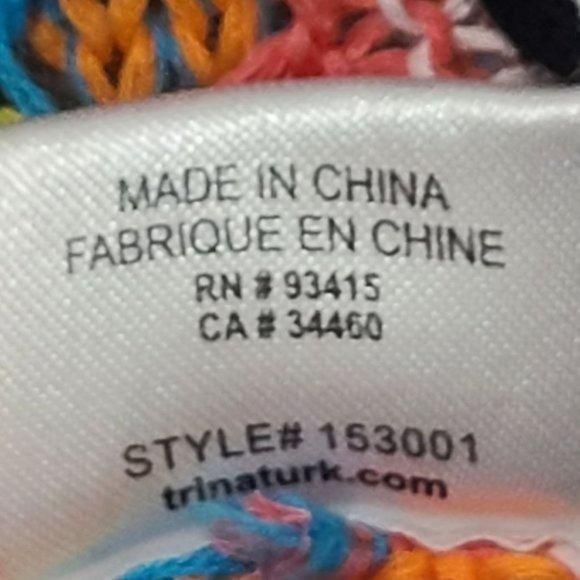 MADE IN CHINA
FABRIQUE EN CHINE
RN # 93415
CA # 34460
STYLE# 153001
trinaturk.com